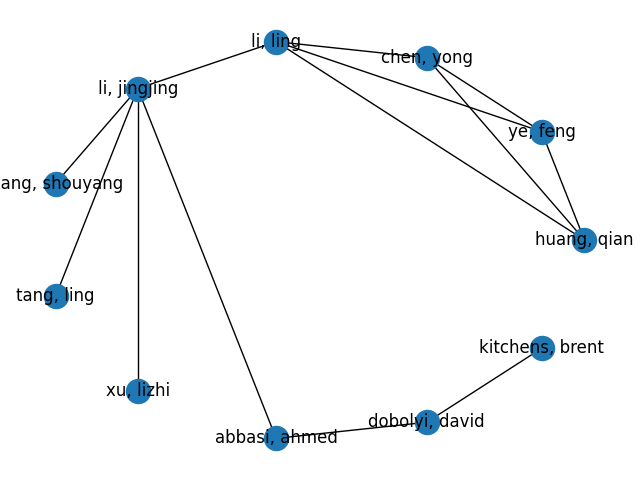 li, ling
chen, yong
li, jingjing
ye, feng
ang, shouyang
huang, qian
tang, ling
kitchens, brent
xu, lizhi
dobolyi, david
abbasi, ahmed